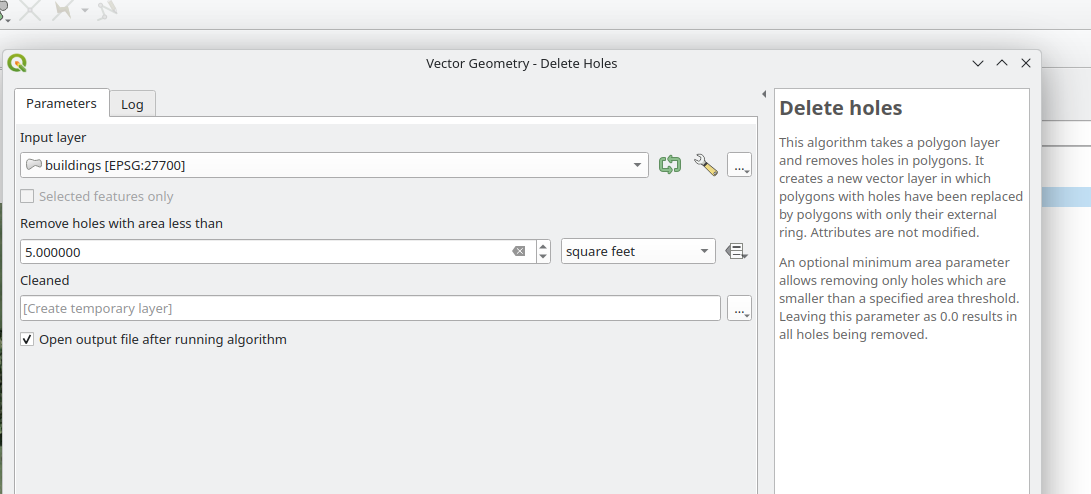 Vector Geometry - Delete Holes
Parameters
Log
Input layer
buildings [EPSG:27700]
...
Selected features only
Remove holes with area less than
5.000000
square feet
Cleaned
[Create temporary layer]
...
Open output file after running algorithm
Delete holes
This algorithm takes a polygon layer
and removes holes in polygons. It
creates a new vector layer in which
polygons with holes have been replaced
by polygons with only their external
ring. Attributes are not modified.
An optional minimum area parameter
allows removing only holes which are
smaller than a specified area threshold.
Leaving this parameter as 0.0 results in
all holes being removed.